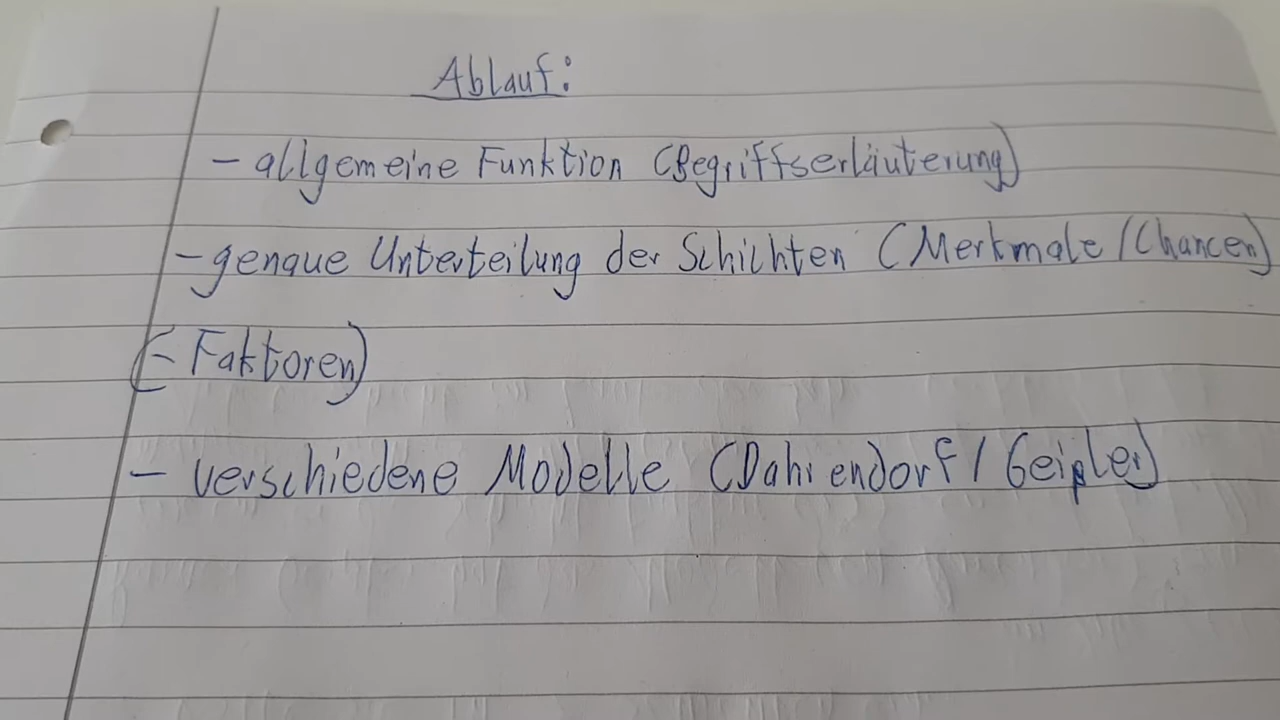 Ablauf:
- allgemeine Funktion (Begriffserläuterung)
- genaue Unterteilung der Schichten (Merkmale / Chancen)
(- Faktoren)
- verschiedene Modelle (Dahrendorf / Geißler)